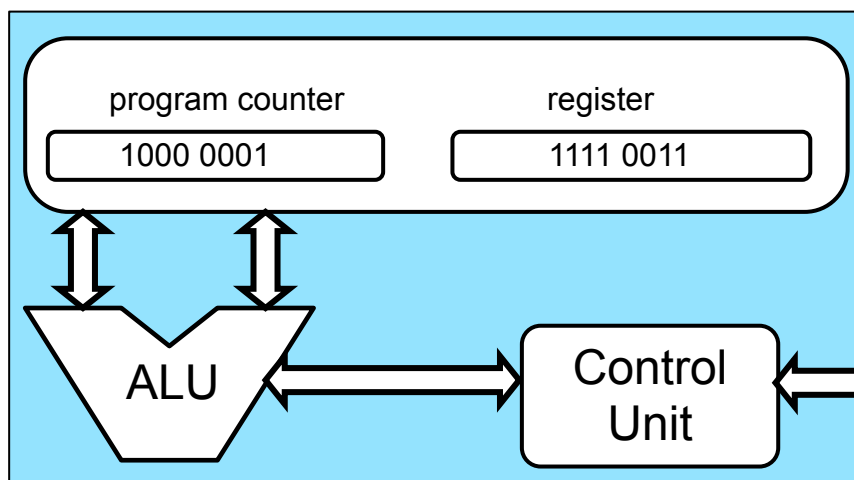 program counter
register
1000 0001
1111 0011
ALU
Control
Unit